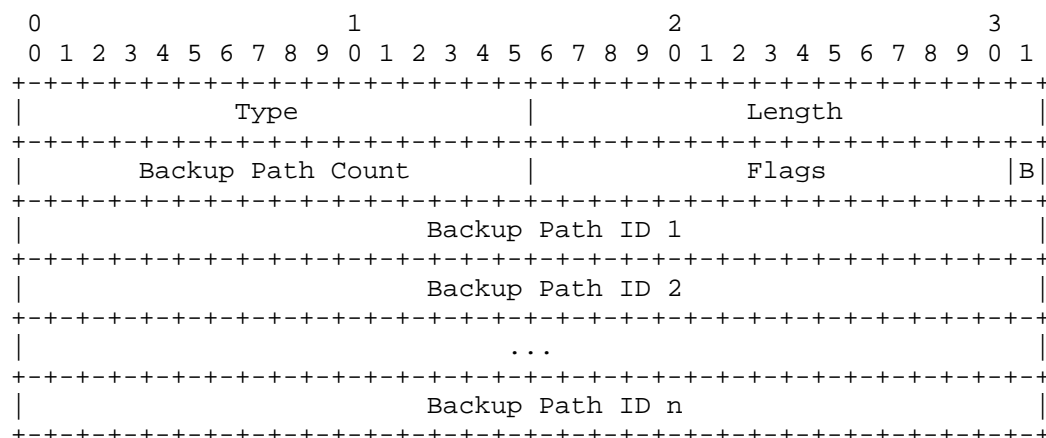 0                   1                   2                   3
 0 1 2 3 4 5 6 7 8 9 0 1 2 3 4 5 6 7 8 9 0 1 2 3 4 5 6 7 8 9 0 1
+-+-+-+-+-+-+-+-+-+-+-+-+-+-+-+-+-+-+-+-+-+-+-+-+-+-+-+-+-+-+-+-+
|             Type              |             Length            |
+-+-+-+-+-+-+-+-+-+-+-+-+-+-+-+-+-+-+-+-+-+-+-+-+-+-+-+-+-+-+-+-+
|       Backup Path Count       |             Flags           |B|
+-+-+-+-+-+-+-+-+-+-+-+-+-+-+-+-+-+-+-+-+-+-+-+-+-+-+-+-+-+-+-+-+
|                         Backup Path ID 1                      |
+-+-+-+-+-+-+-+-+-+-+-+-+-+-+-+-+-+-+-+-+-+-+-+-+-+-+-+-+-+-+-+-+
|                         Backup Path ID 2                      |
+-+-+-+-+-+-+-+-+-+-+-+-+-+-+-+-+-+-+-+-+-+-+-+-+-+-+-+-+-+-+-+-+
|                              ...                              |
+-+-+-+-+-+-+-+-+-+-+-+-+-+-+-+-+-+-+-+-+-+-+-+-+-+-+-+-+-+-+-+-+
|                         Backup Path ID n                      |
+-+-+-+-+-+-+-+-+-+-+-+-+-+-+-+-+-+-+-+-+-+-+-+-+-+-+-+-+-+-+-+-+